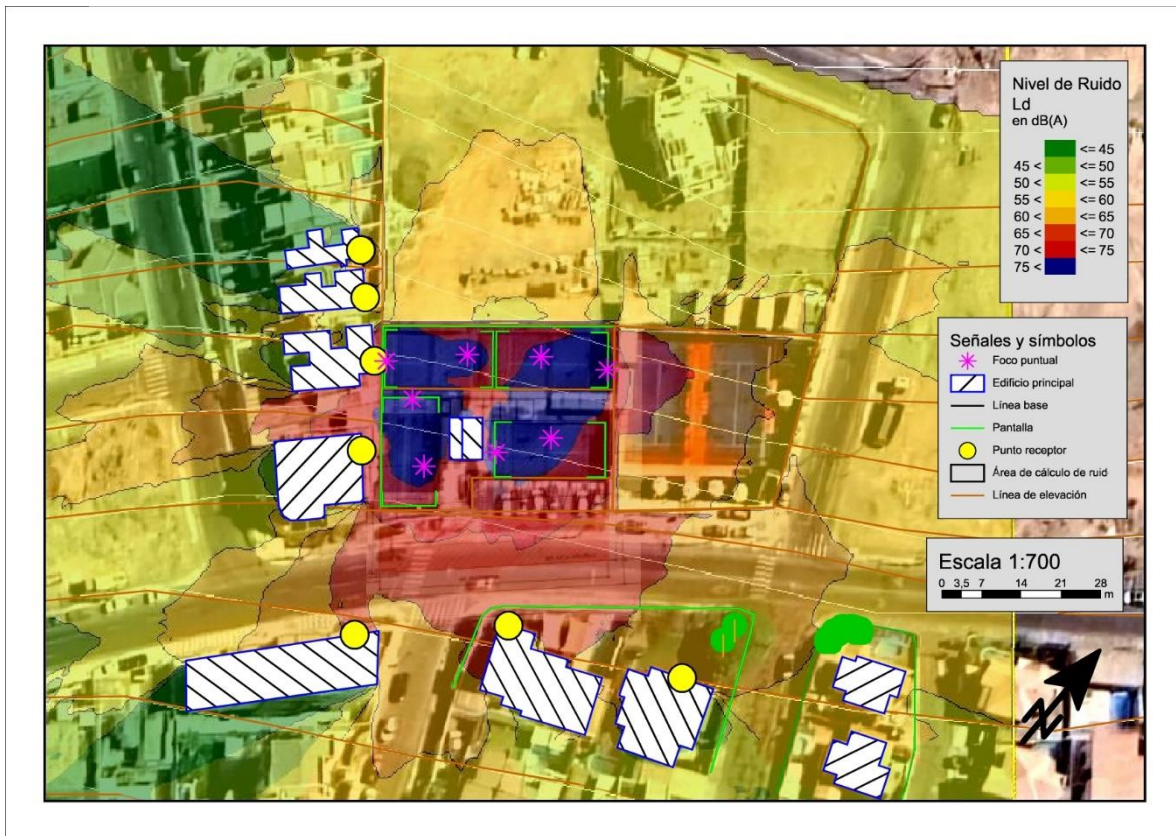 Nivel de Ruido
Ld
en dB(A)
<= 45
45 < <= 50
50 < <= 55
55 < <= 60
60 < <= 65
65 < <= 70
70 < <= 75
75 <
Señales y símbolos
Foco puntual
Edificio principal
Línea base
Pantalla
Punto receptor
Área de cálculo de ruid
Línea de elevación
Escala 1:700
0 3,5 7 14 21 28
m